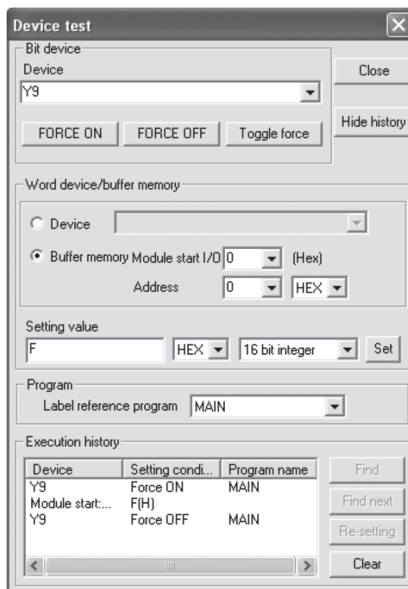 Device test
Bit device
Device
Y9
Close
FORCE ON FORCE OFF Toggle force
Hide history
Word device/buffer memory
Device
Buffer memory Module start I/O 0 (Hex)
Address 0 HEX
Setting value
F HEX 16 bit integer Set
Program
Label reference program MAIN
Execution history
Device Setting condi... Program name
Y9 Force ON MAIN
Module start:... F(H)
Y9 Force OFF MAIN
Find
Find next
Re-setting
Clear